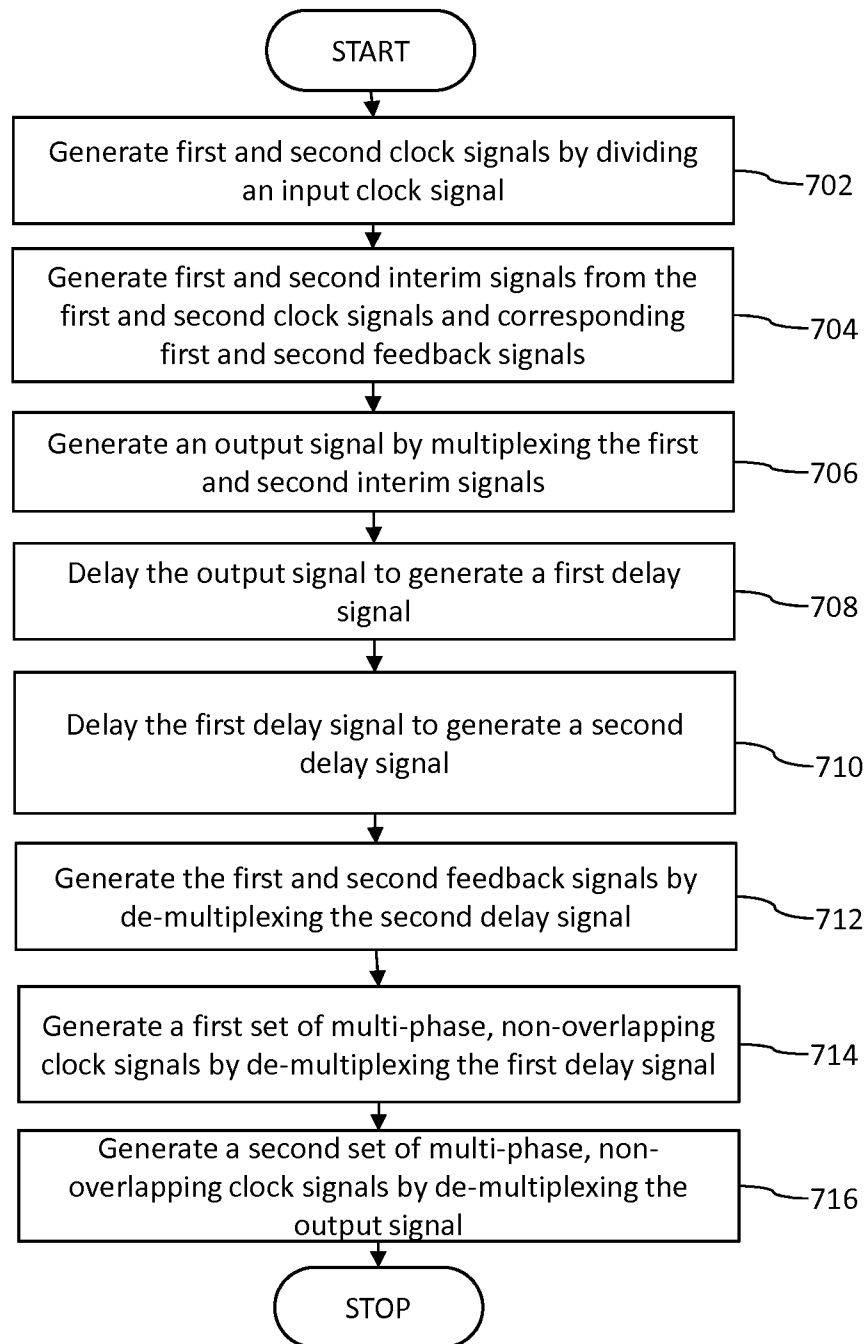 START
Generate first and second clock signals by dividing
an input clock signal
702
Generate first and second interim signals from the
first and second clock signals and corresponding
first and second feedback signals
704
Generate an output signal by multiplexing the first
and second interim signals
706
Delay the output signal to generate a first delay
signal
708
Delay the first delay signal to generate a second
delay signal
710
Generate the first and second feedback signals by
de-multiplexing the second delay signal
712
Generate a first set of multi-phase, non-overlapping
clock signals by de-multiplexing the first delay signal
714
Generate a second set of multi-phase, non-
overlapping clock signals by de-multiplexing the
output signal
716
STOP